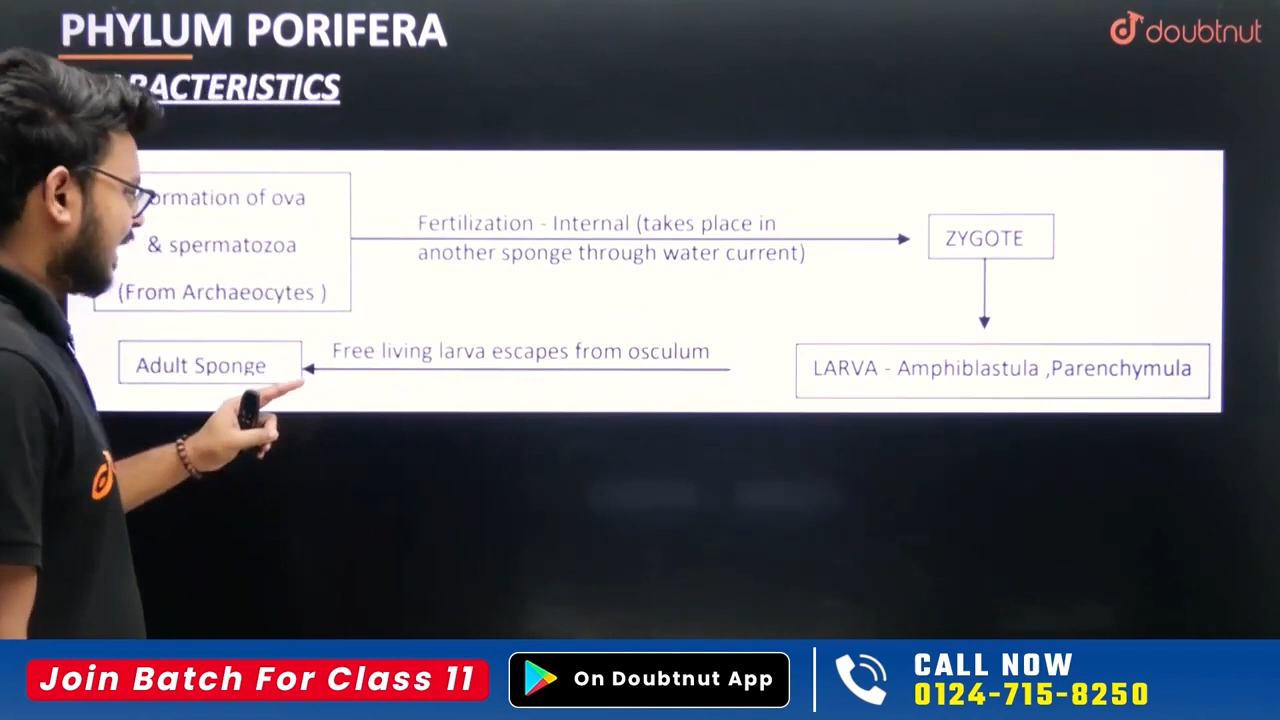 PHYLUM PORIFERA
doubtnut
RACTERISTICS
ormation of ova
& spermatozoa
(From Archaeocytes )
Fertilization - Internal (takes place in
another sponge through water current)
ZYGOTE
Adult Sponge
Free living larva escapes from osculum
LARVA - Amphiblastula ,Parenchymula
Join Batch For Class 11
On Doubtnut App
CALL NOW
0124-715-8250